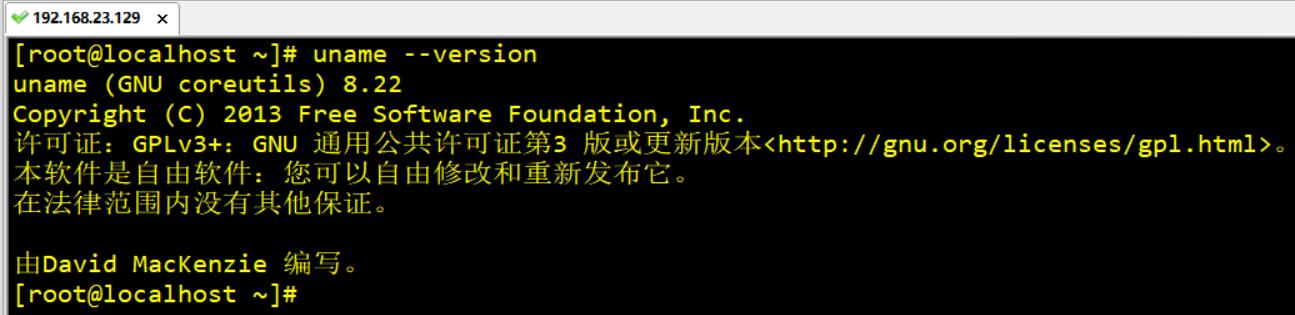 192.168.23.129
[root@localhost ~]# uname --version
uname (GNU coreutils) 8.22
Copyright (C) 2013 Free Software Foundation, Inc.
许可证：GPLv3+：GNU 通用公共许可证第3 版或更新版本<http://gnu.org/licenses/gpl.html>。
本软件是自由软件：您可以自由修改和重新发布它。
在法律范围内没有其他保证。
由David MacKenzie 编写。
[root@localhost ~]#